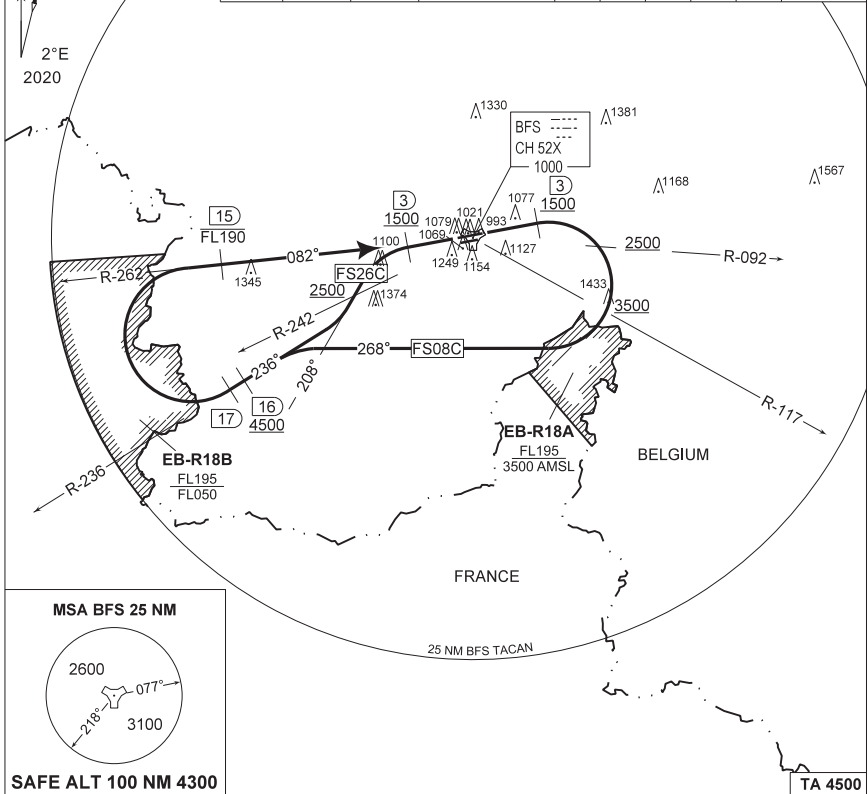 2°E
2020
1330
1381
BFS
CH 52X
1000
1567
1168
15
FL190
3
1500
1079
1021
993
1077
3
1500
1069
1100
082°
1249
1154
1127
2500
R-092
R-262
1345
FS26C
2500
1374
1433
3500
R-242
268°
FS08C
236°
208°
17
16
4500
R-117
EB-R18A
FL195
3500 AMSL
BELGIUM
EB-R18B
FL195
FL050
R-236
FRANCE
25 NM BFS TACAN
MSA BFS 25 NM
2600
077°
218°
3100
SAFE ALT 100 NM 4300
TA 4500